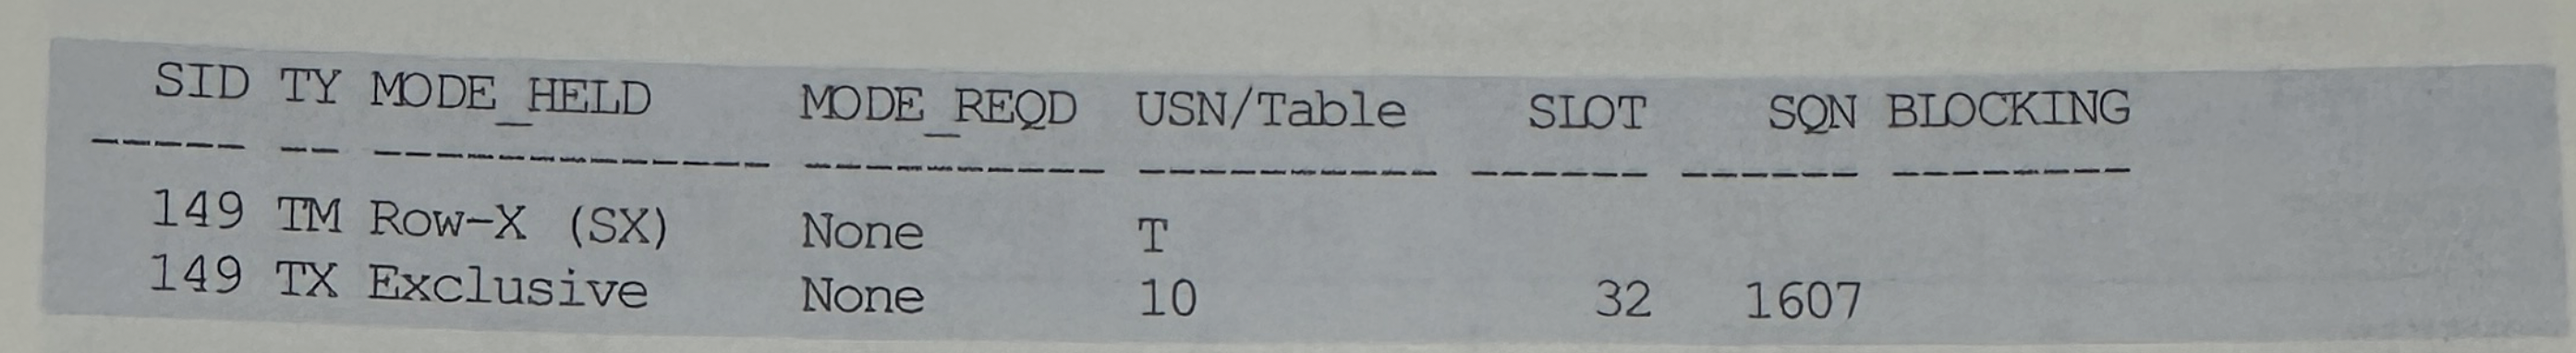 SID TY MODE_HELD MODE_REQD USN/Table SLOT SQN BLOCKING
----- -- -------------- ---------- ---------- ------ ------ --------
149 TM Row-X (SX) None T
149 TX Exclusive None 10 32 1607